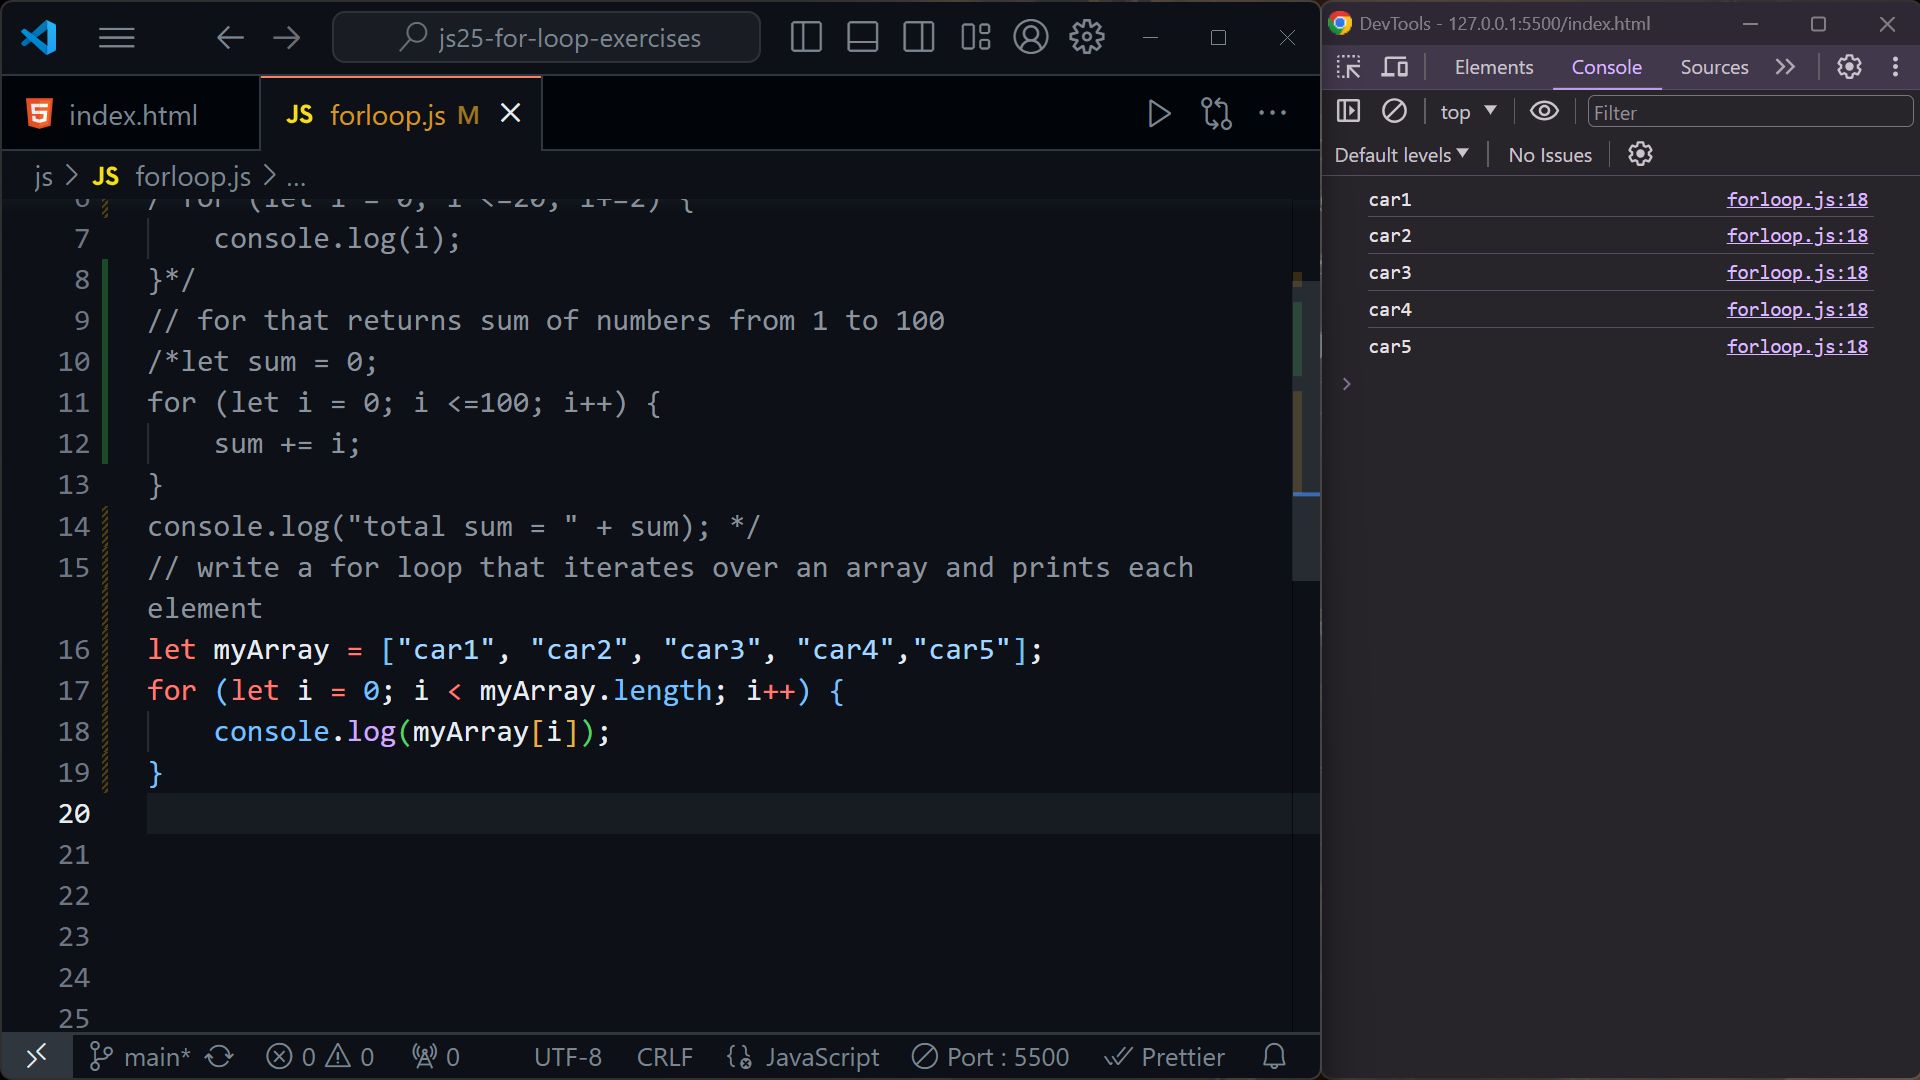 js25-for-loop-exercises
index.html
JS forloop.js M
js > JS forloop.js > ...
6 / for (let i = 0; i <=20; i+=2) {
7 console.log(i);
8 }*/
9 // for that returns sum of numbers from 1 to 100
10 /*let sum = 0;
11 for (let i = 0; i <=100; i++) {
12 sum += i;
13 }
14 console.log("total sum = " + sum); */
15 // write a for loop that iterates over an array and prints each
element
16 let myArray = ["car1", "car2", "car3", "car4","car5"];
17 for (let i = 0; i < myArray.length; i++) {
18 console.log(myArray[i]);
19 }
20
21
22
23
24
25
main* 0 0 0 UTF-8 CRLF JavaScript Port : 5500 Prettier
DevTools - 127.0.0.1:5500/index.html
Elements Console Sources
top Filter
Default levels No Issues
car1 forloop.js:18
car2 forloop.js:18
car3 forloop.js:18
car4 forloop.js:18
car5 forloop.js:18